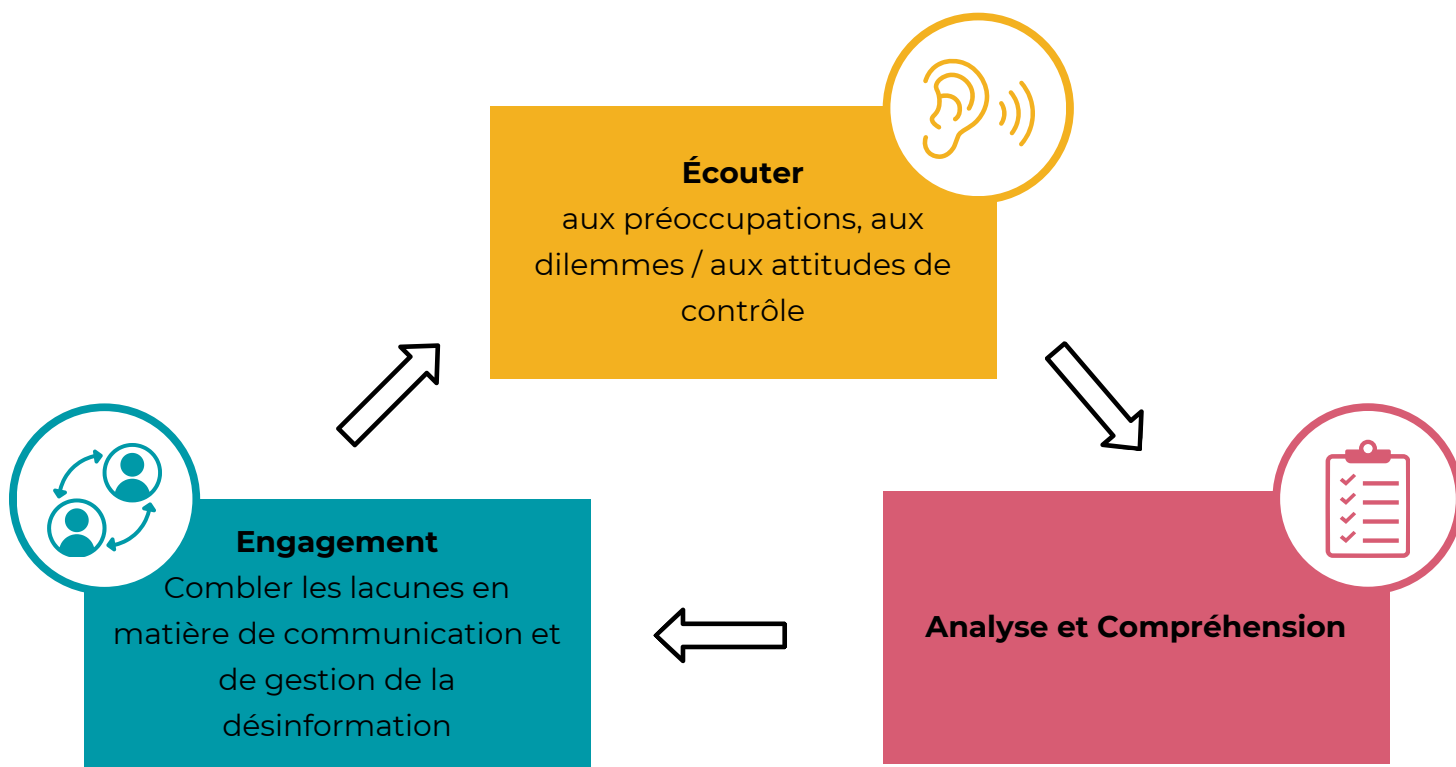 Écouter
aux préoccupations, aux
dilemmes / aux attitudes de
contrôle
Engagement
Combler les lacunes en
matière de communication et
de gestion de la
désinformation
Analyse et Compréhension